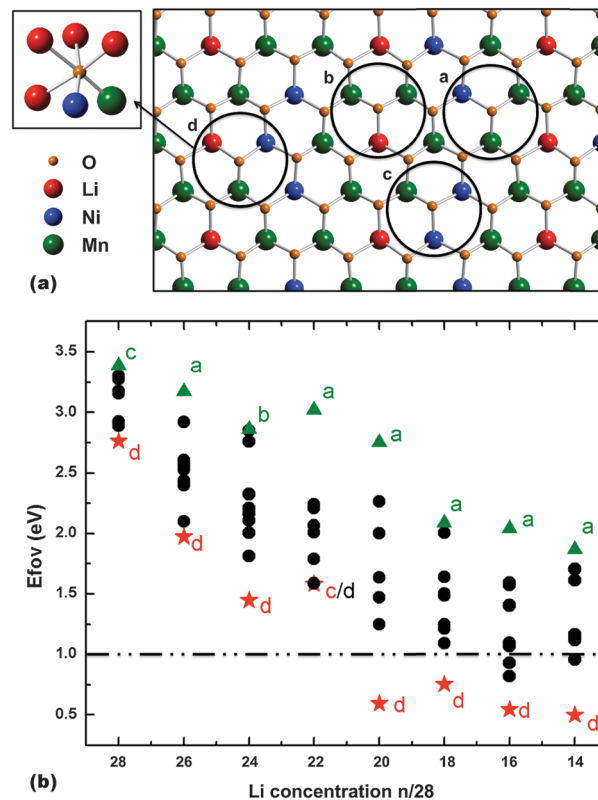 b
a
d
c
O
Li
Ni
Mn
(a)
3.5
3.0
2.5
2.0
1.5
1.0
0.5
Efov (eV)
c
a
b
a
a
a
a
a
d
d
d
c/d
d
d
d
d
28 26 24 22 20 18 16 14
(b)
Li concentration n/28